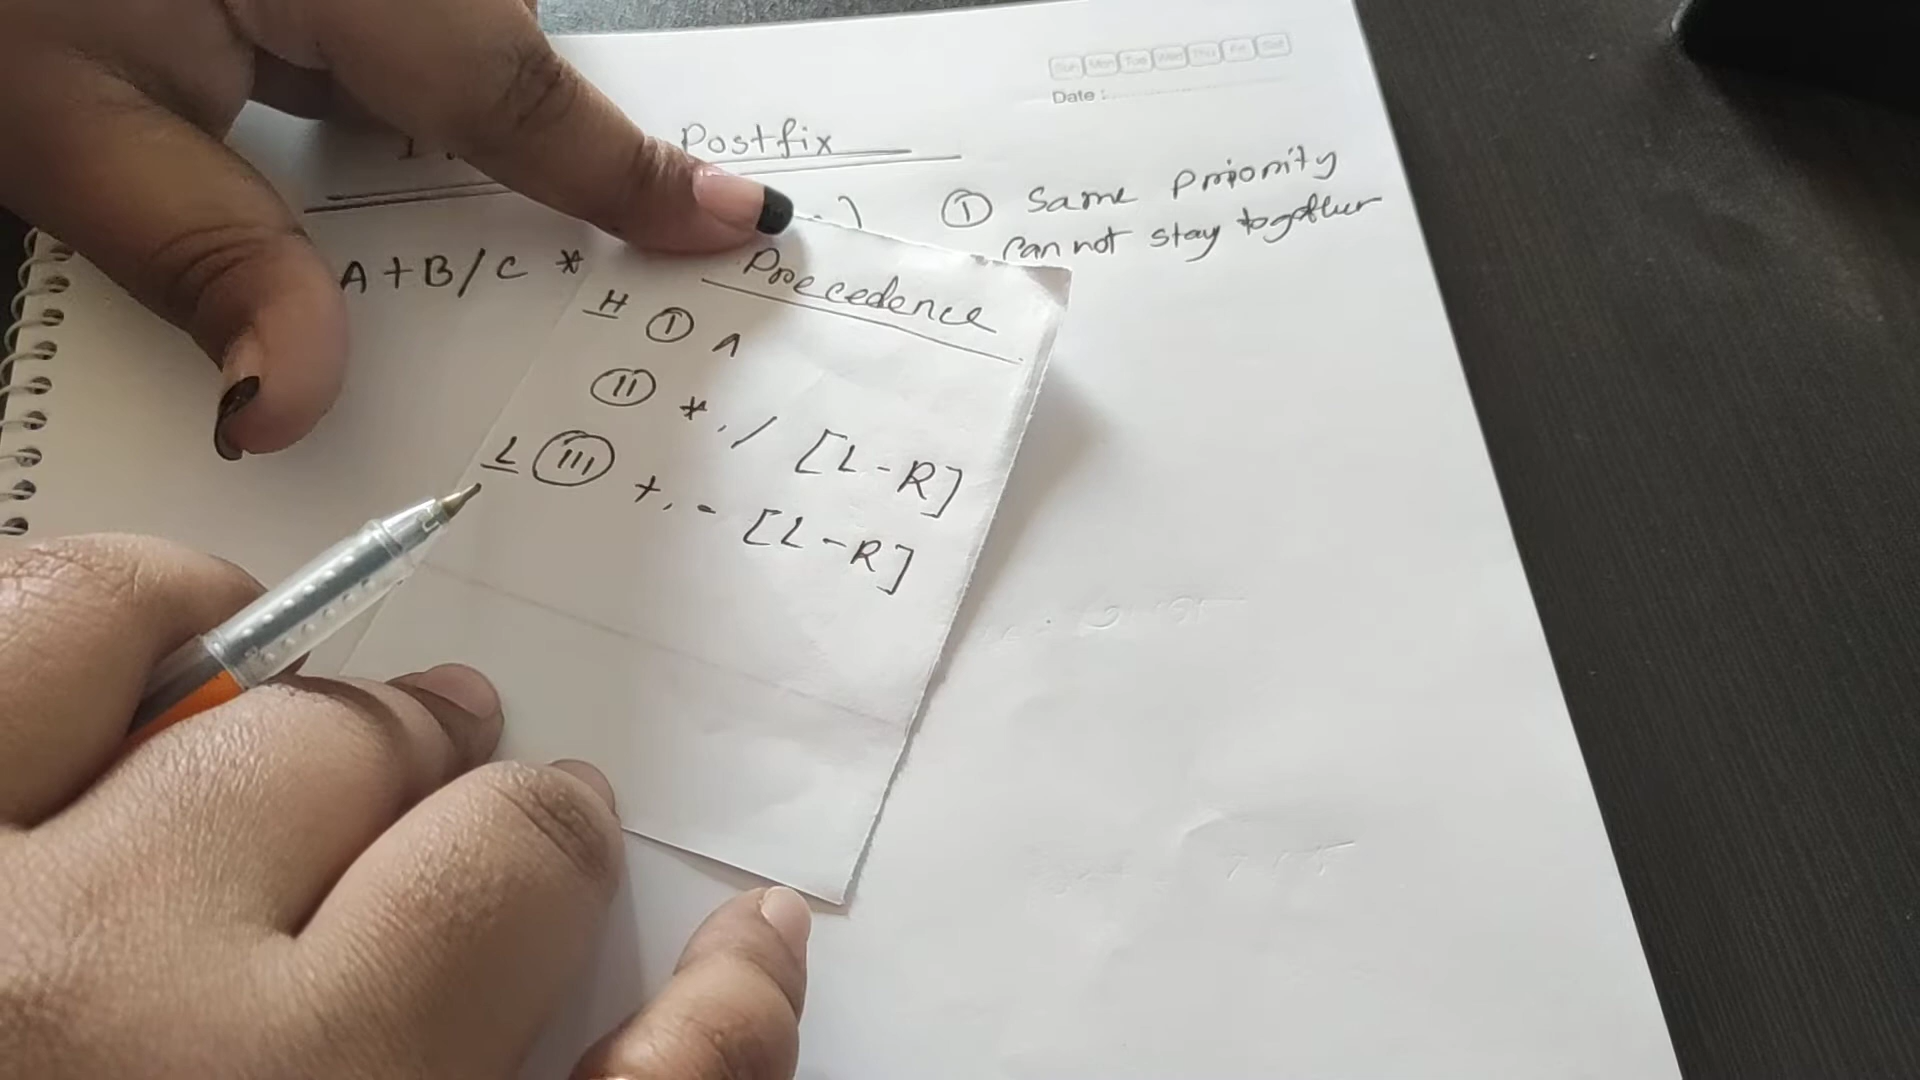 Sun Mon Tue Wed Thu Fri Sat
Date :
Postfix
① Same Priority
can not stay together
A+B/C *
Precedence
H Ⓘ ^
Ⓘⓘ *, / [L-R]
L ⓘⓘⓘ +, - [L-R]